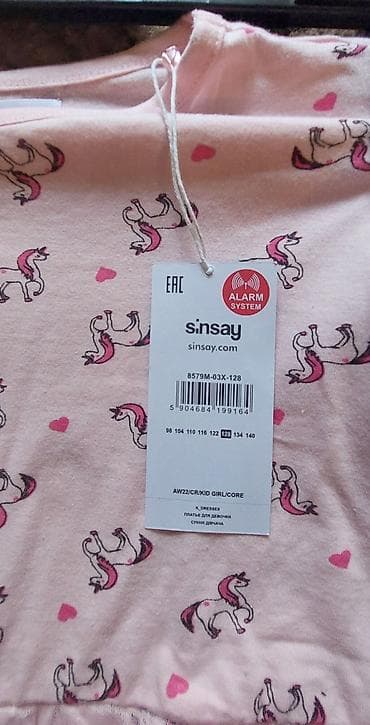 EAC
ALARM
SYSTEM
sinsay
sinsay.com
8579M-03X-128
5 904684 199164
98 104 110 116 122 128 134 140
AW22/CR/KID GIRL/CORE
K_DRESSES
ПЛАТЬЕ ДЛЯ ДЕВОЧКИ
СУКНЯ ДІВЧАЧА